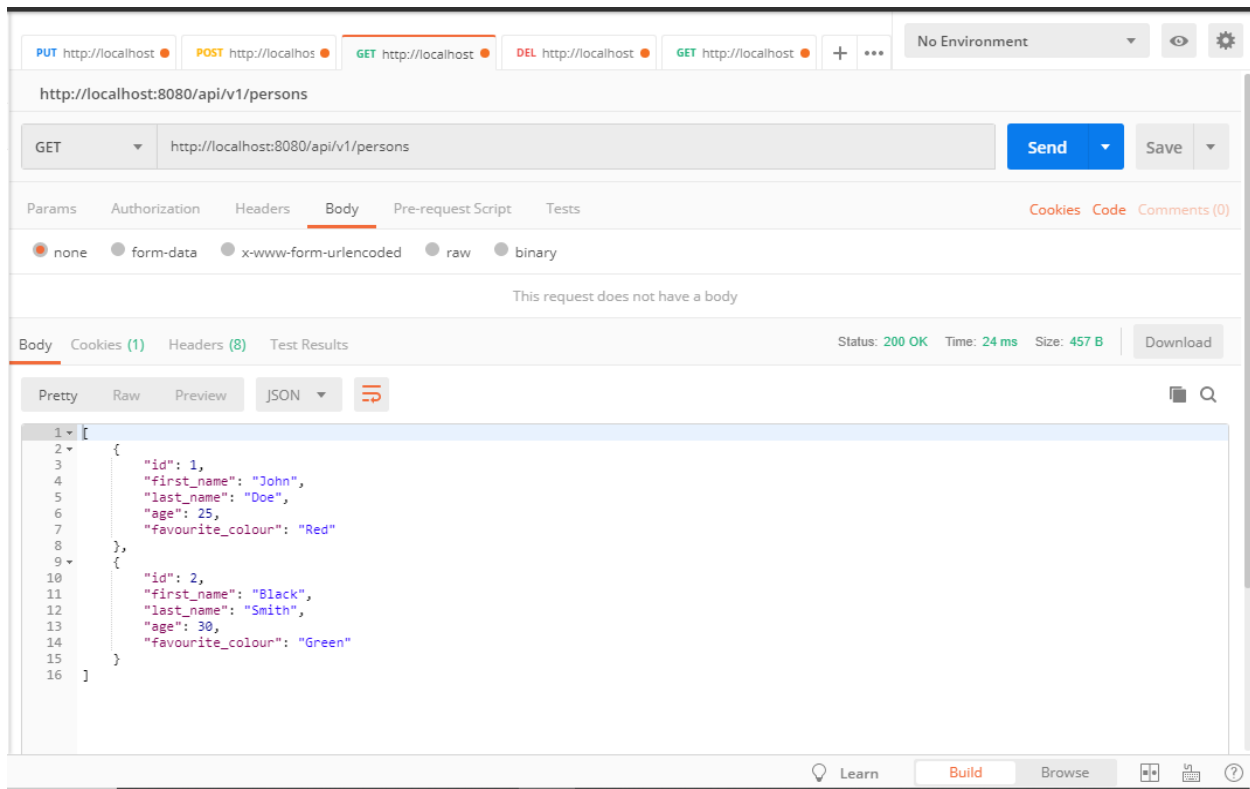 PUT http://localhost POST http://localhos GET http://localhost DEL http://localhost GET http://localhost + ••• No Environment
http://localhost:8080/api/v1/persons
GET http://localhost:8080/api/v1/persons Send Save
Params Authorization Headers Body Pre-request Script Tests Cookies Code Comments (0)
none form-data x-www-form-urlencoded raw binary
This request does not have a body
Body Cookies (1) Headers (8) Test Results Status: 200 OK Time: 24 ms Size: 457 B Download
Pretty Raw Preview JSON
1 [
2 {
3 "id": 1,
4 "first_name": "John",
5 "last_name": "Doe",
6 "age": 25,
7 "favourite_colour": "Red"
8 },
9 {
10 "id": 2,
11 "first_name": "Black",
12 "last_name": "Smith",
13 "age": 30,
14 "favourite_colour": "Green"
15 }
16 ]
Learn Build Browse ?